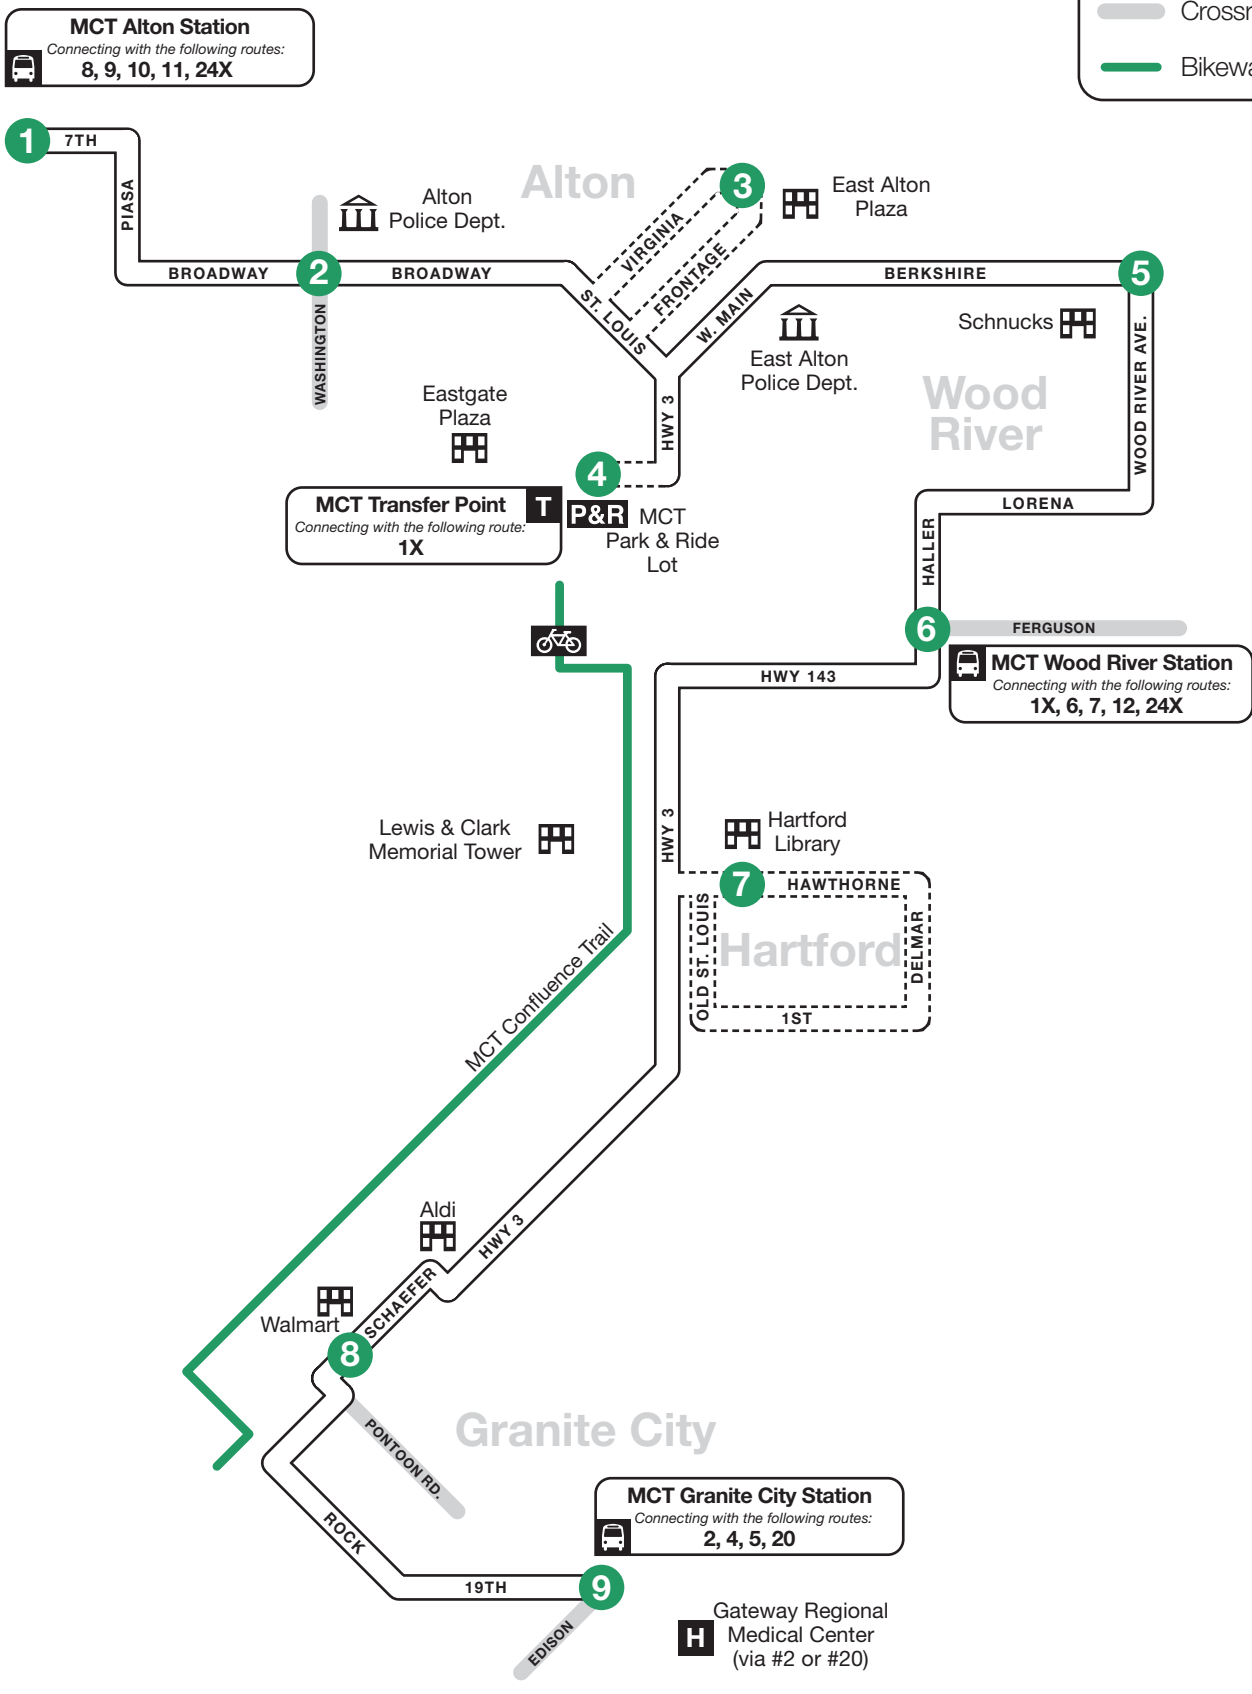 MCT Alton Station
Connecting with the following routes:
8, 9, 10, 11, 24X
1
7TH
PIASA
Alton
Police Dept.
Alton
3
East Alton
Plaza
VIRGINIA
FRONTAGE
BROADWAY
2
BROADWAY
ST. LOUIS
W. MAIN
BERKSHIRE
5
WASHINGTON
East Alton
Police Dept.
Schnucks
WOOD RIVER AVE.
Wood
River
Eastgate
Plaza
HWY 3
4
MCT Transfer Point
Connecting with the following route:
1X
T
P&R
MCT
Park & Ride
Lot
LORENA
HALLER
6
FERGUSON
MCT Wood River Station
Connecting with the following routes:
1X, 6, 7, 12, 24X
HWY 143
HWY 3
Lewis & Clark
Memorial Tower
Hartford
Library
7
HAWTHORNE
OLD ST. LOUIS
Hartford
DELMAR
1ST
MCT Confluence Trail
Aldi
HWY 3
SCHAEFER
Walmart
8
PONTOON RD.
Granite City
ROCK
MCT Granite City Station
Connecting with the following routes:
2, 4, 5, 20
19TH
9
EDISON
H
Gateway Regional
Medical Center
(via #2 or #20)